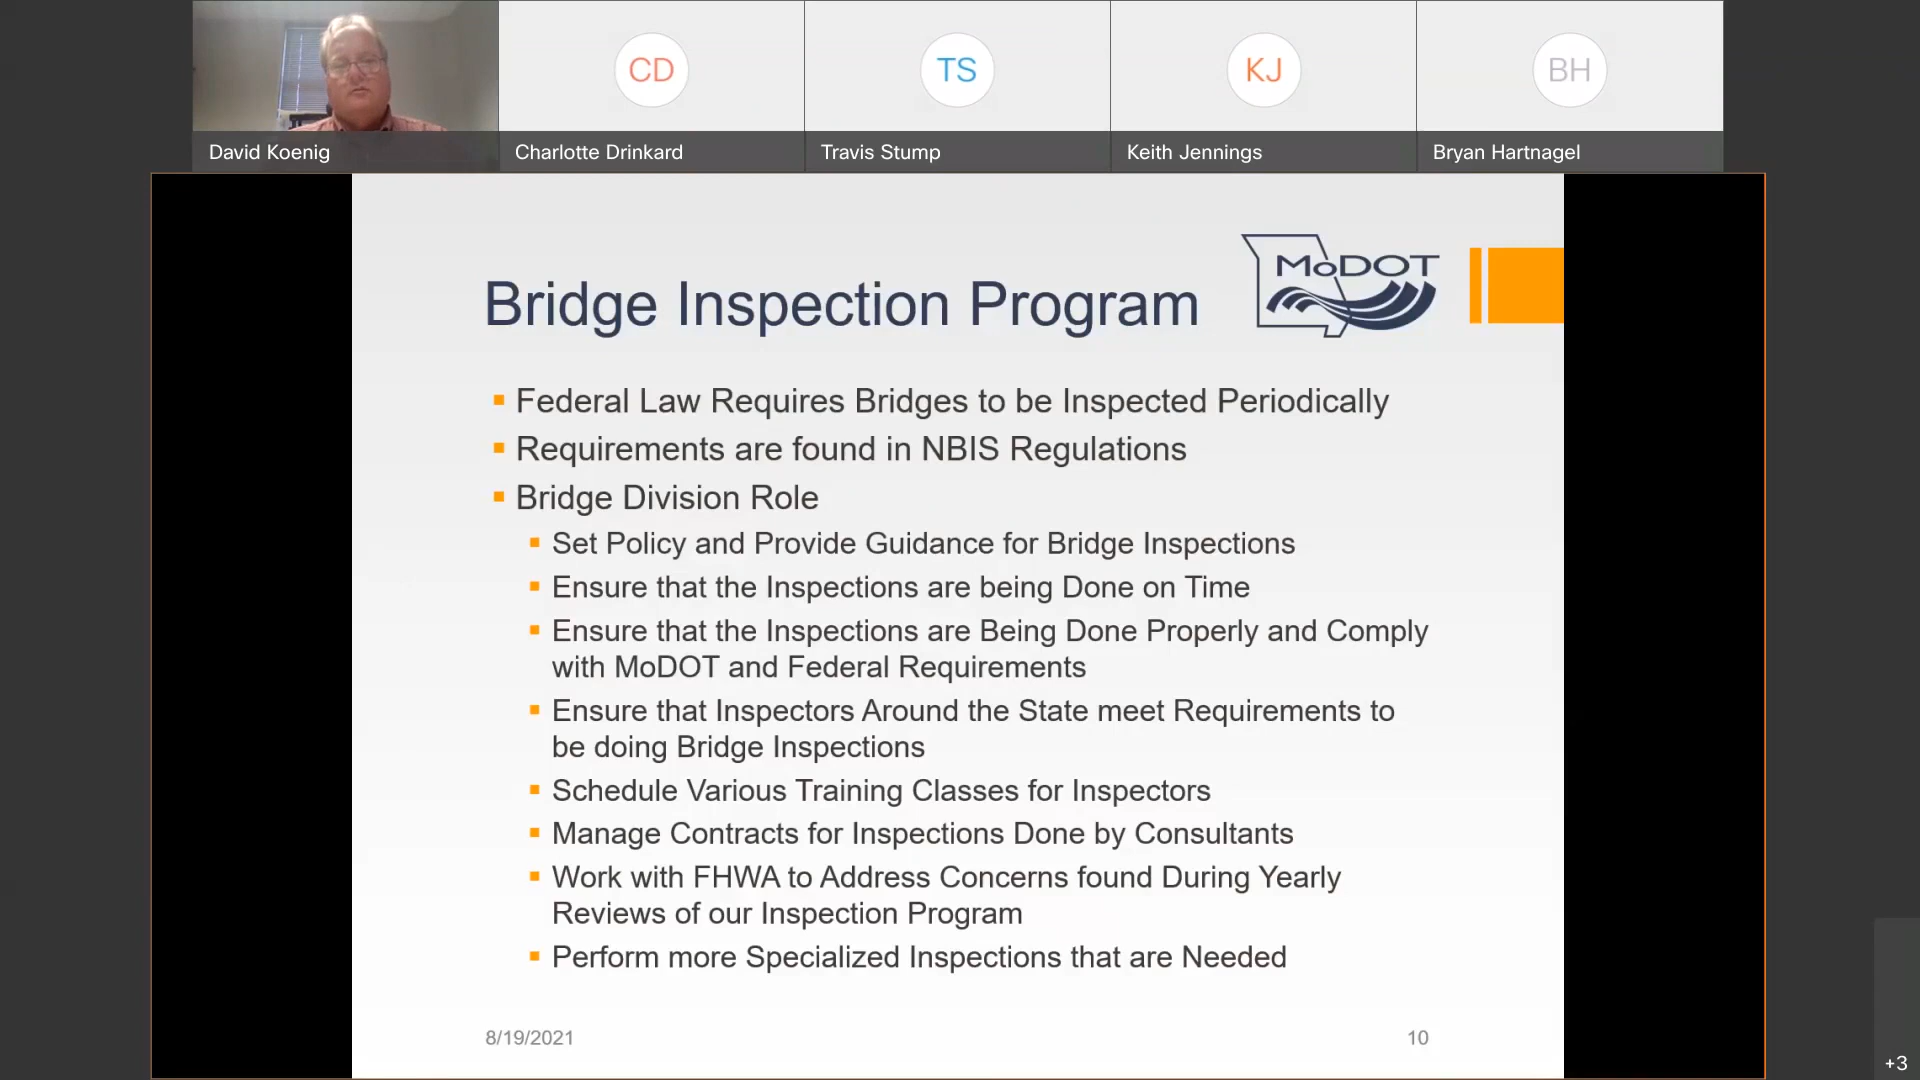 CD
TS
KJ
BH
David Koenig
Charlotte Drinkard
Travis Stump
Keith Jennings
Bryan Hartnagel
MoDOT
Bridge Inspection Program
Federal Law Requires Bridges to be Inspected Periodically
Requirements are found in NBIS Regulations
Bridge Division Role
Set Policy and Provide Guidance for Bridge Inspections
Ensure that the Inspections are being Done on Time
Ensure that the Inspections are Being Done Properly and Comply
with MoDOT and Federal Requirements
Ensure that Inspectors Around the State meet Requirements to
be doing Bridge Inspections
Schedule Various Training Classes for Inspectors
Manage Contracts for Inspections Done by Consultants
Work with FHWA to Address Concerns found During Yearly
Reviews of our Inspection Program
Perform more Specialized Inspections that are Needed
8/19/2021
10
+3